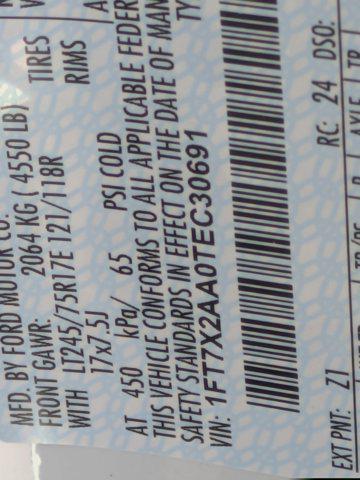 MFD. BY FORD MOTOR CO.
FRONT GAWR: 2064 KG ( 4550 LB)
WITH LT245/75R17E 121/118R TIRES
17x7.5J RIMS
AT 450 kPa/ 65 PSI COLD
THIS VEHICLE CONFORMS TO ALL APPLICABLE FEDER
SAFETY STANDARDS IN EFFECT ON THE DATE OF MAN
VIN: 1FT7X2AA0TEC30691
EXT PNT: Z1 RC: 24 DSO: